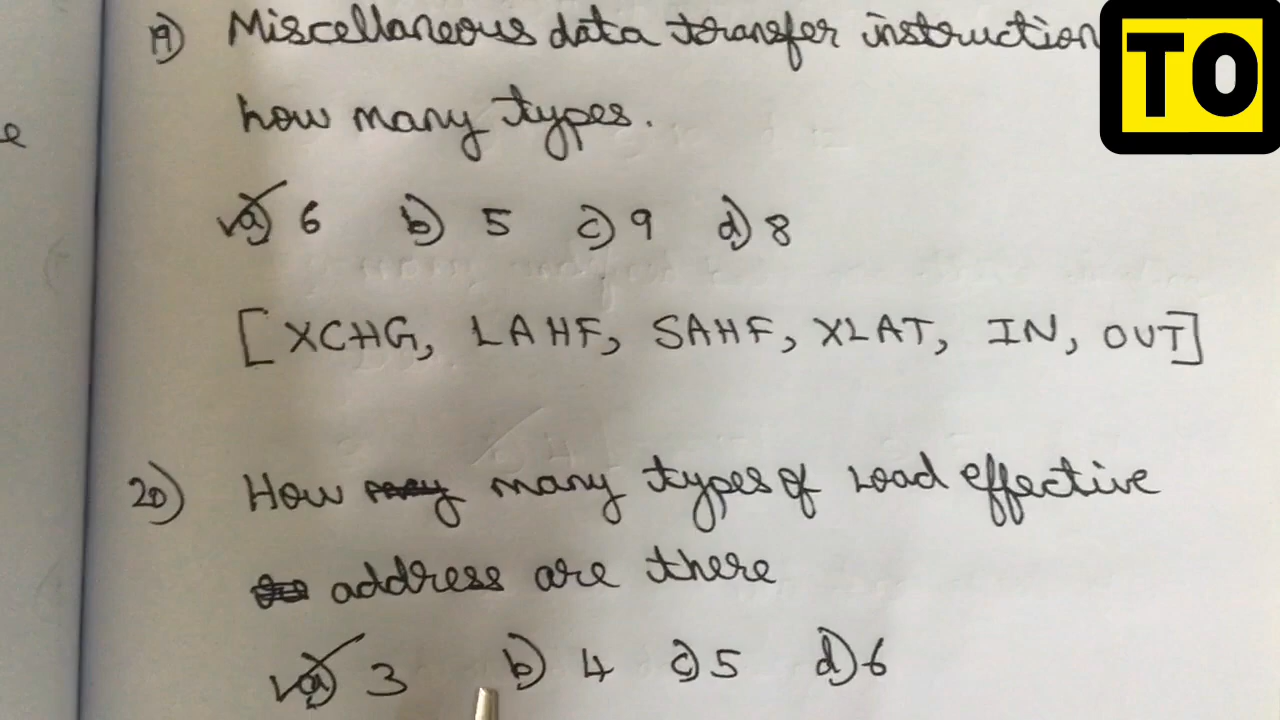 19) Miscellaneous data transfer instruction
TO
how many types.
a) 6 b) 5 c) 9 d) 8
[XCHG, LAHF, SAHF, XLAT, IN, OUT]
20) How many types of Load effective
address are there
a) 3 b) 4 c) 5 d) 6